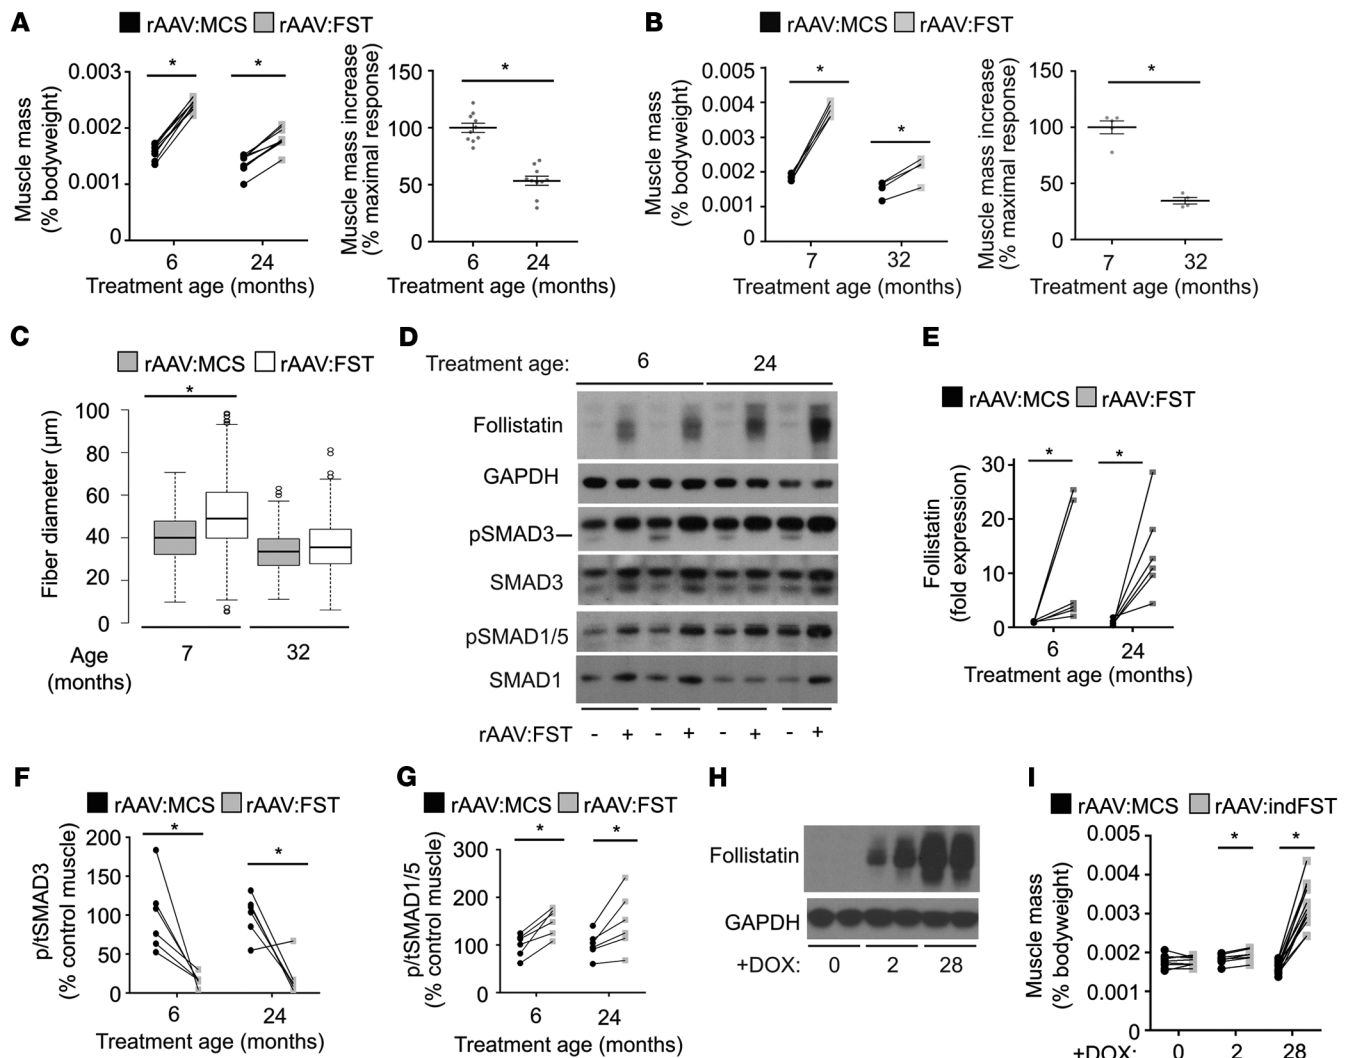 A
rAAV:MCS rAAV:FST
Muscle mass
(% bodyweight)
0.003
0.002
0.001
0
* *
6 24
Treatment age (months)
Muscle mass increase
(% maximal response)
150
100
50
0
*
6 24
Treatment age (months)
B
rAAV:MCS rAAV:FST
Muscle mass
(% bodyweight)
0.005
0.004
0.003
0.002
0.001
0
*
*
7 32
Treatment age (months)
Muscle mass increase
(% maximal response)
150
100
50
0
*
7 32
Treatment age (months)
C
rAAV:MCS rAAV:FST
*
Fiber diameter (µm)
100
80
60
40
20
0
Age
(months)
7 32
D
Treatment age: 6 24
Follistatin
GAPDH
pSMAD3
SMAD3
pSMAD1/5
SMAD1
rAAV:FST - + - + - + - +
E
rAAV:MCS rAAV:FST
Follistatin
(fold expression)
30
20
10
0
* *
6 24
Treatment age (months)
F
rAAV:MCS rAAV:FST
p/tSMAD3
(% control muscle)
200
150
100
50
0
*
*
6 24
Treatment age (months)
G
rAAV:MCS rAAV:FST
p/tSMAD1/5
(% control muscle)
300
200
100
0
* *
6 24
Treatment age (months)
H
Follistatin
GAPDH
+DOX: 0 2 28
I
rAAV:MCS rAAV:indFST
Muscle mass
(% bodyweight)
0.005
0.004
0.003
0.002
0.001
0
* *
+DOX: 0 2 28